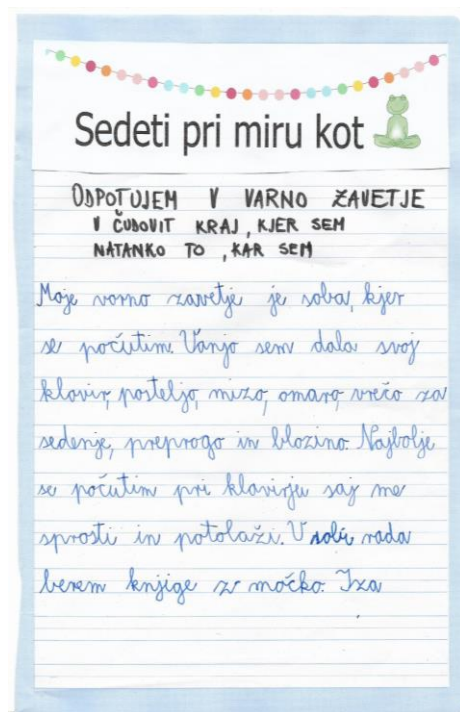 Sedeti pri miru kot
ODPOTUJEM V VARNO ZAVETJE
V ČUDOVIT KRAJ, KJER SEM
NATANKO TO, KAR SEM
Moje varno zavetje je soba, kjer
se počutim. Vanjo sem dala svoj
klavir, posteljo, mizo, omaro, vrečo za
sedenje, preprogo in blazino. Najbolje
se počutim pri klavirju saj me
sprosti in potolaži. V sobi rada
berem knjige z močko. Iza